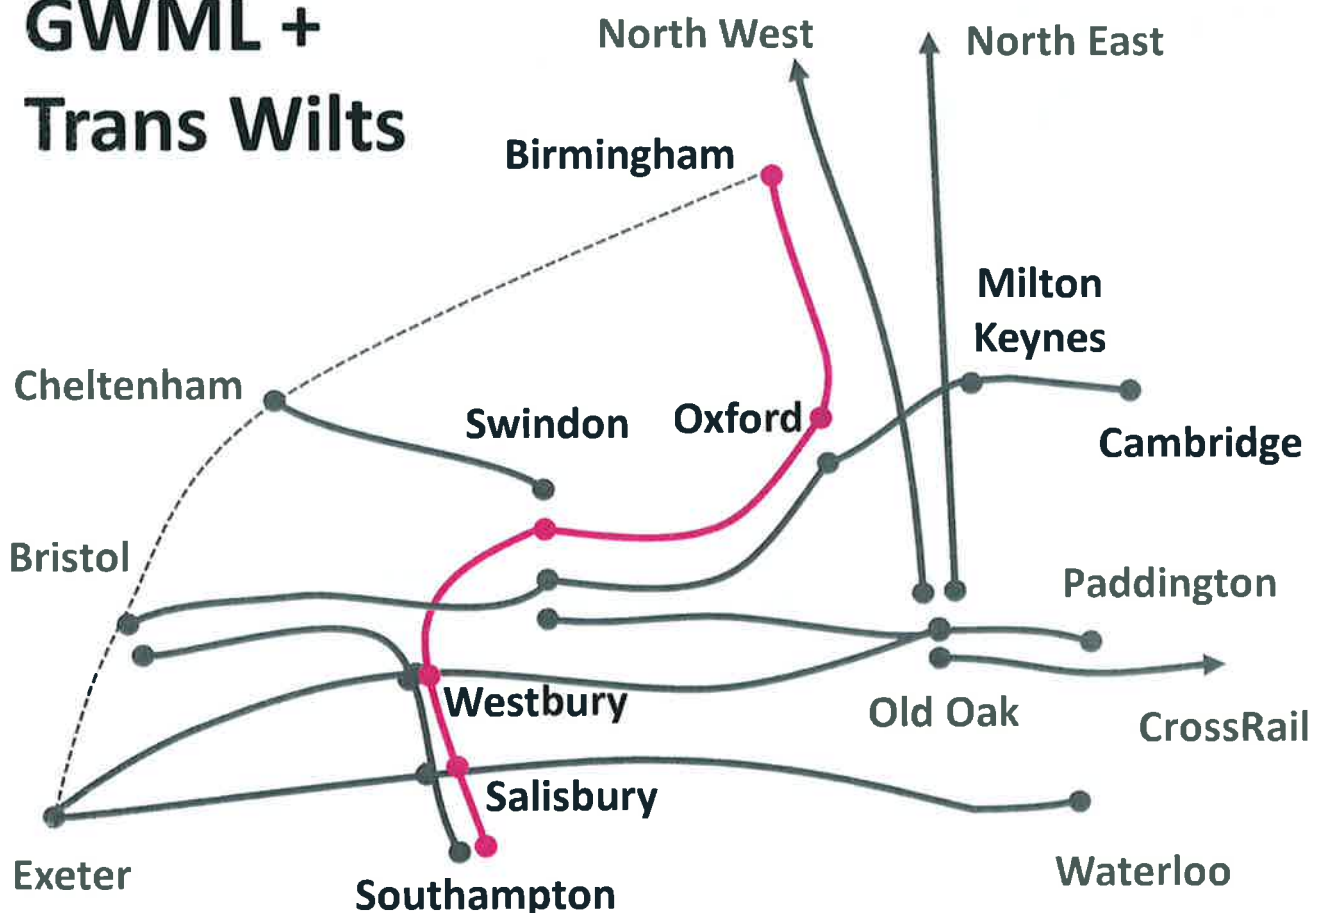 GWML +
Trans Wilts
North West
North East
Birmingham
Milton
Keynes
Cheltenham
Swindon
Oxford
Cambridge
Bristol
Paddington
Westbury
Old Oak
CrossRail
Salisbury
Exeter
Waterloo
Southampton